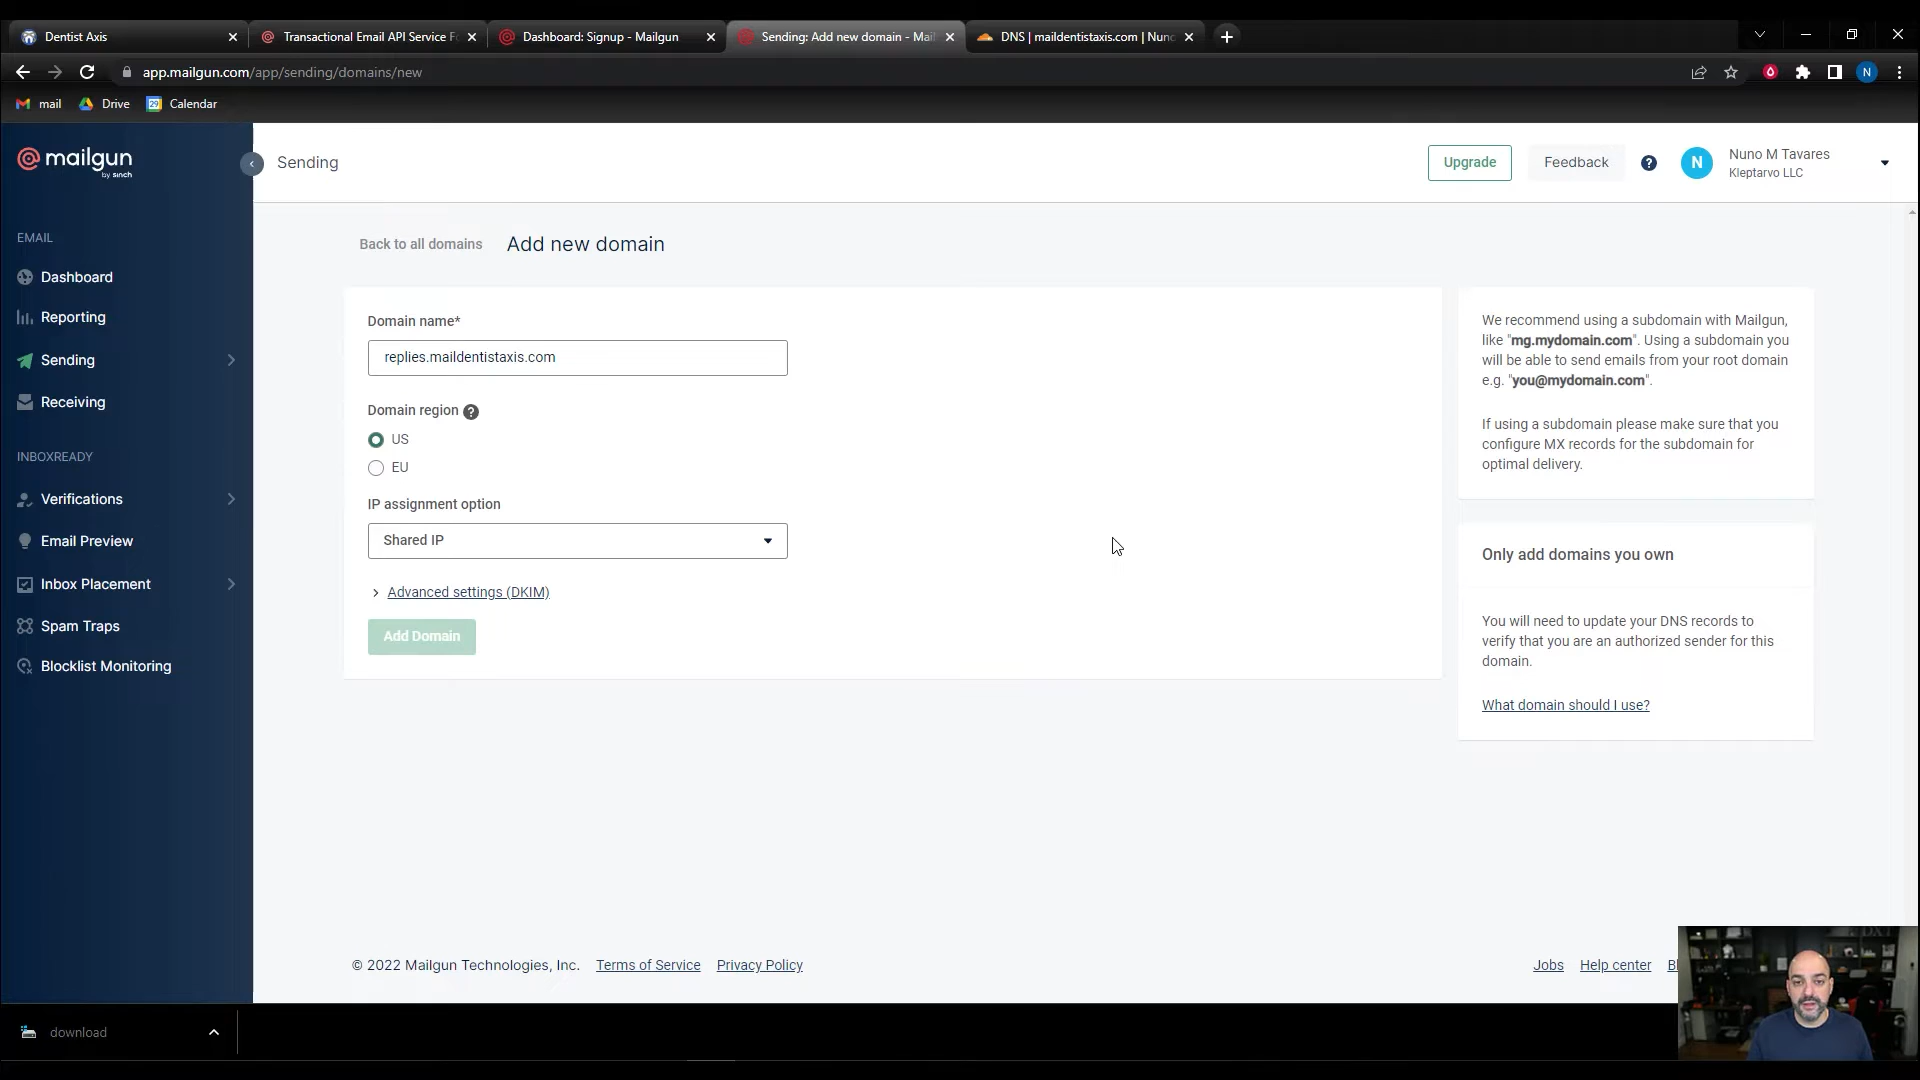 Dentist Axis
Transactional Email API Service Fo
Dashboard: Signup - Mailgun
Sending: Add new domain - Mail
DNS | maildentistaxis.com | Nuno
app.mailgun.com/app/sending/domains/new
N
mail
Drive
29
Calendar
mailgun
by sinch
Sending
Upgrade
Feedback
?
N
Nuno M Tavares
Kleptarvo LLC
EMAIL
Dashboard
Reporting
Sending
Receiving
INBOXREADY
Verifications
Email Preview
Inbox Placement
Spam Traps
Blocklist Monitoring
Back to all domains
Add new domain
Domain name*
replies.maildentistaxis.com
Domain region ?
US
EU
IP assignment option
Shared IP
Advanced settings (DKIM)
Add Domain
We recommend using a subdomain with Mailgun,
like "mg.mydomain.com". Using a subdomain you
will be able to send emails from your root domain
e.g. "you@mydomain.com".
If using a subdomain please make sure that you
configure MX records for the subdomain for
optimal delivery.
Only add domains you own
You will need to update your DNS records to
verify that you are an authorized sender for this
domain.
What domain should I use?
© 2022 Mailgun Technologies, Inc.
Terms of Service
Privacy Policy
Jobs
Help center
download